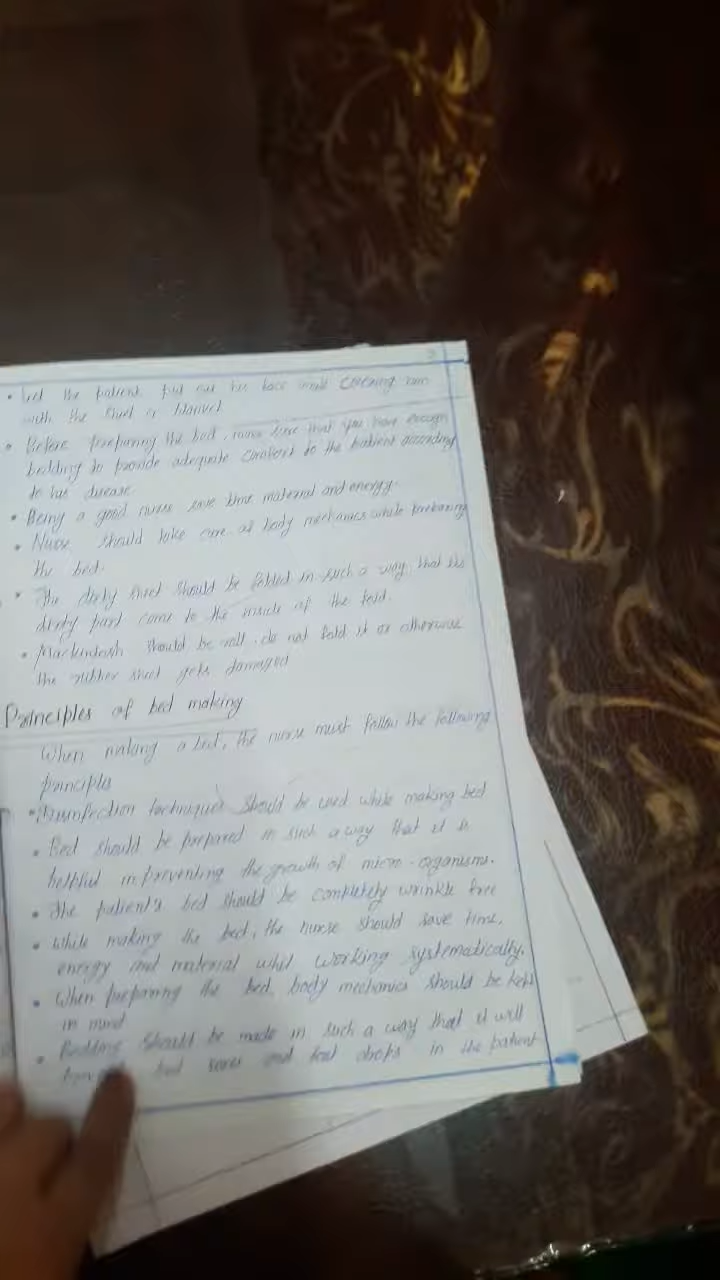 • Let the patient put out his face while covering him
with the sheet or blanket
• Before preparing the bed, make sure that you have enough
bedding to provide adequate comfort to the patient according
to his disease.
• Being a good nurse save time material and energy.
• Nurse should take care of body mechanics while preparing
the bed.
• The dirty sheet should be folded in such a way that the
dirty part come to the inside of the fold.
• Mackintosh should be roll, do not fold it or otherwise
the rubber sheet gets damaged
Principles of bed making
When making a bed, the nurse must follow the following
principle
• Disinfection techniques should be used while making bed
• Bed should be prepared in such a way that it is
helpful in preventing the growth of micro-organisms.
• The patient's bed should be completely wrinkle free
• While making the bed, the nurse should save time,
energy and material whil working systematically.
• When preparing the bed, body mechanics should be kept
in mind
• Bedding should be made in such a way that it will
bed sores and foot drops in the patient